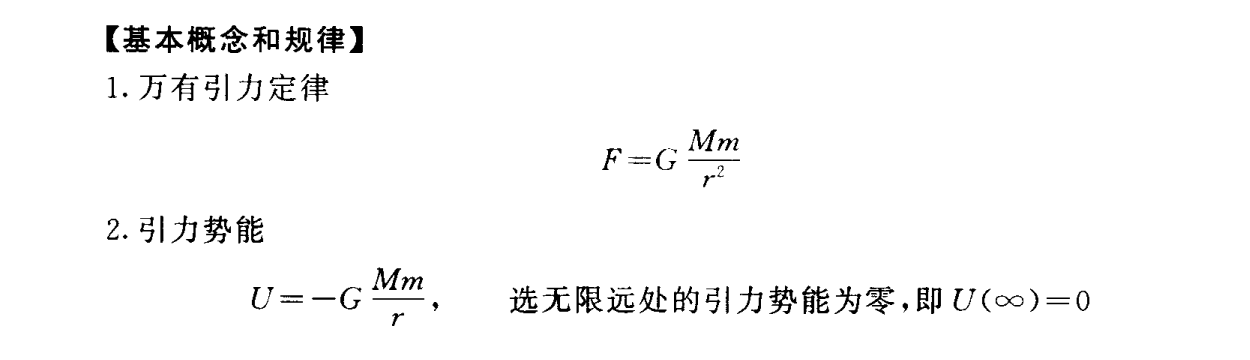 【基本概念和规律】
1. 万有引力定律
F=G\frac{Mm}{r^2}
2. 引力势能
U=-G\frac{Mm}{r}, 选无限远处的引力势能为零,即 U(∞)=0